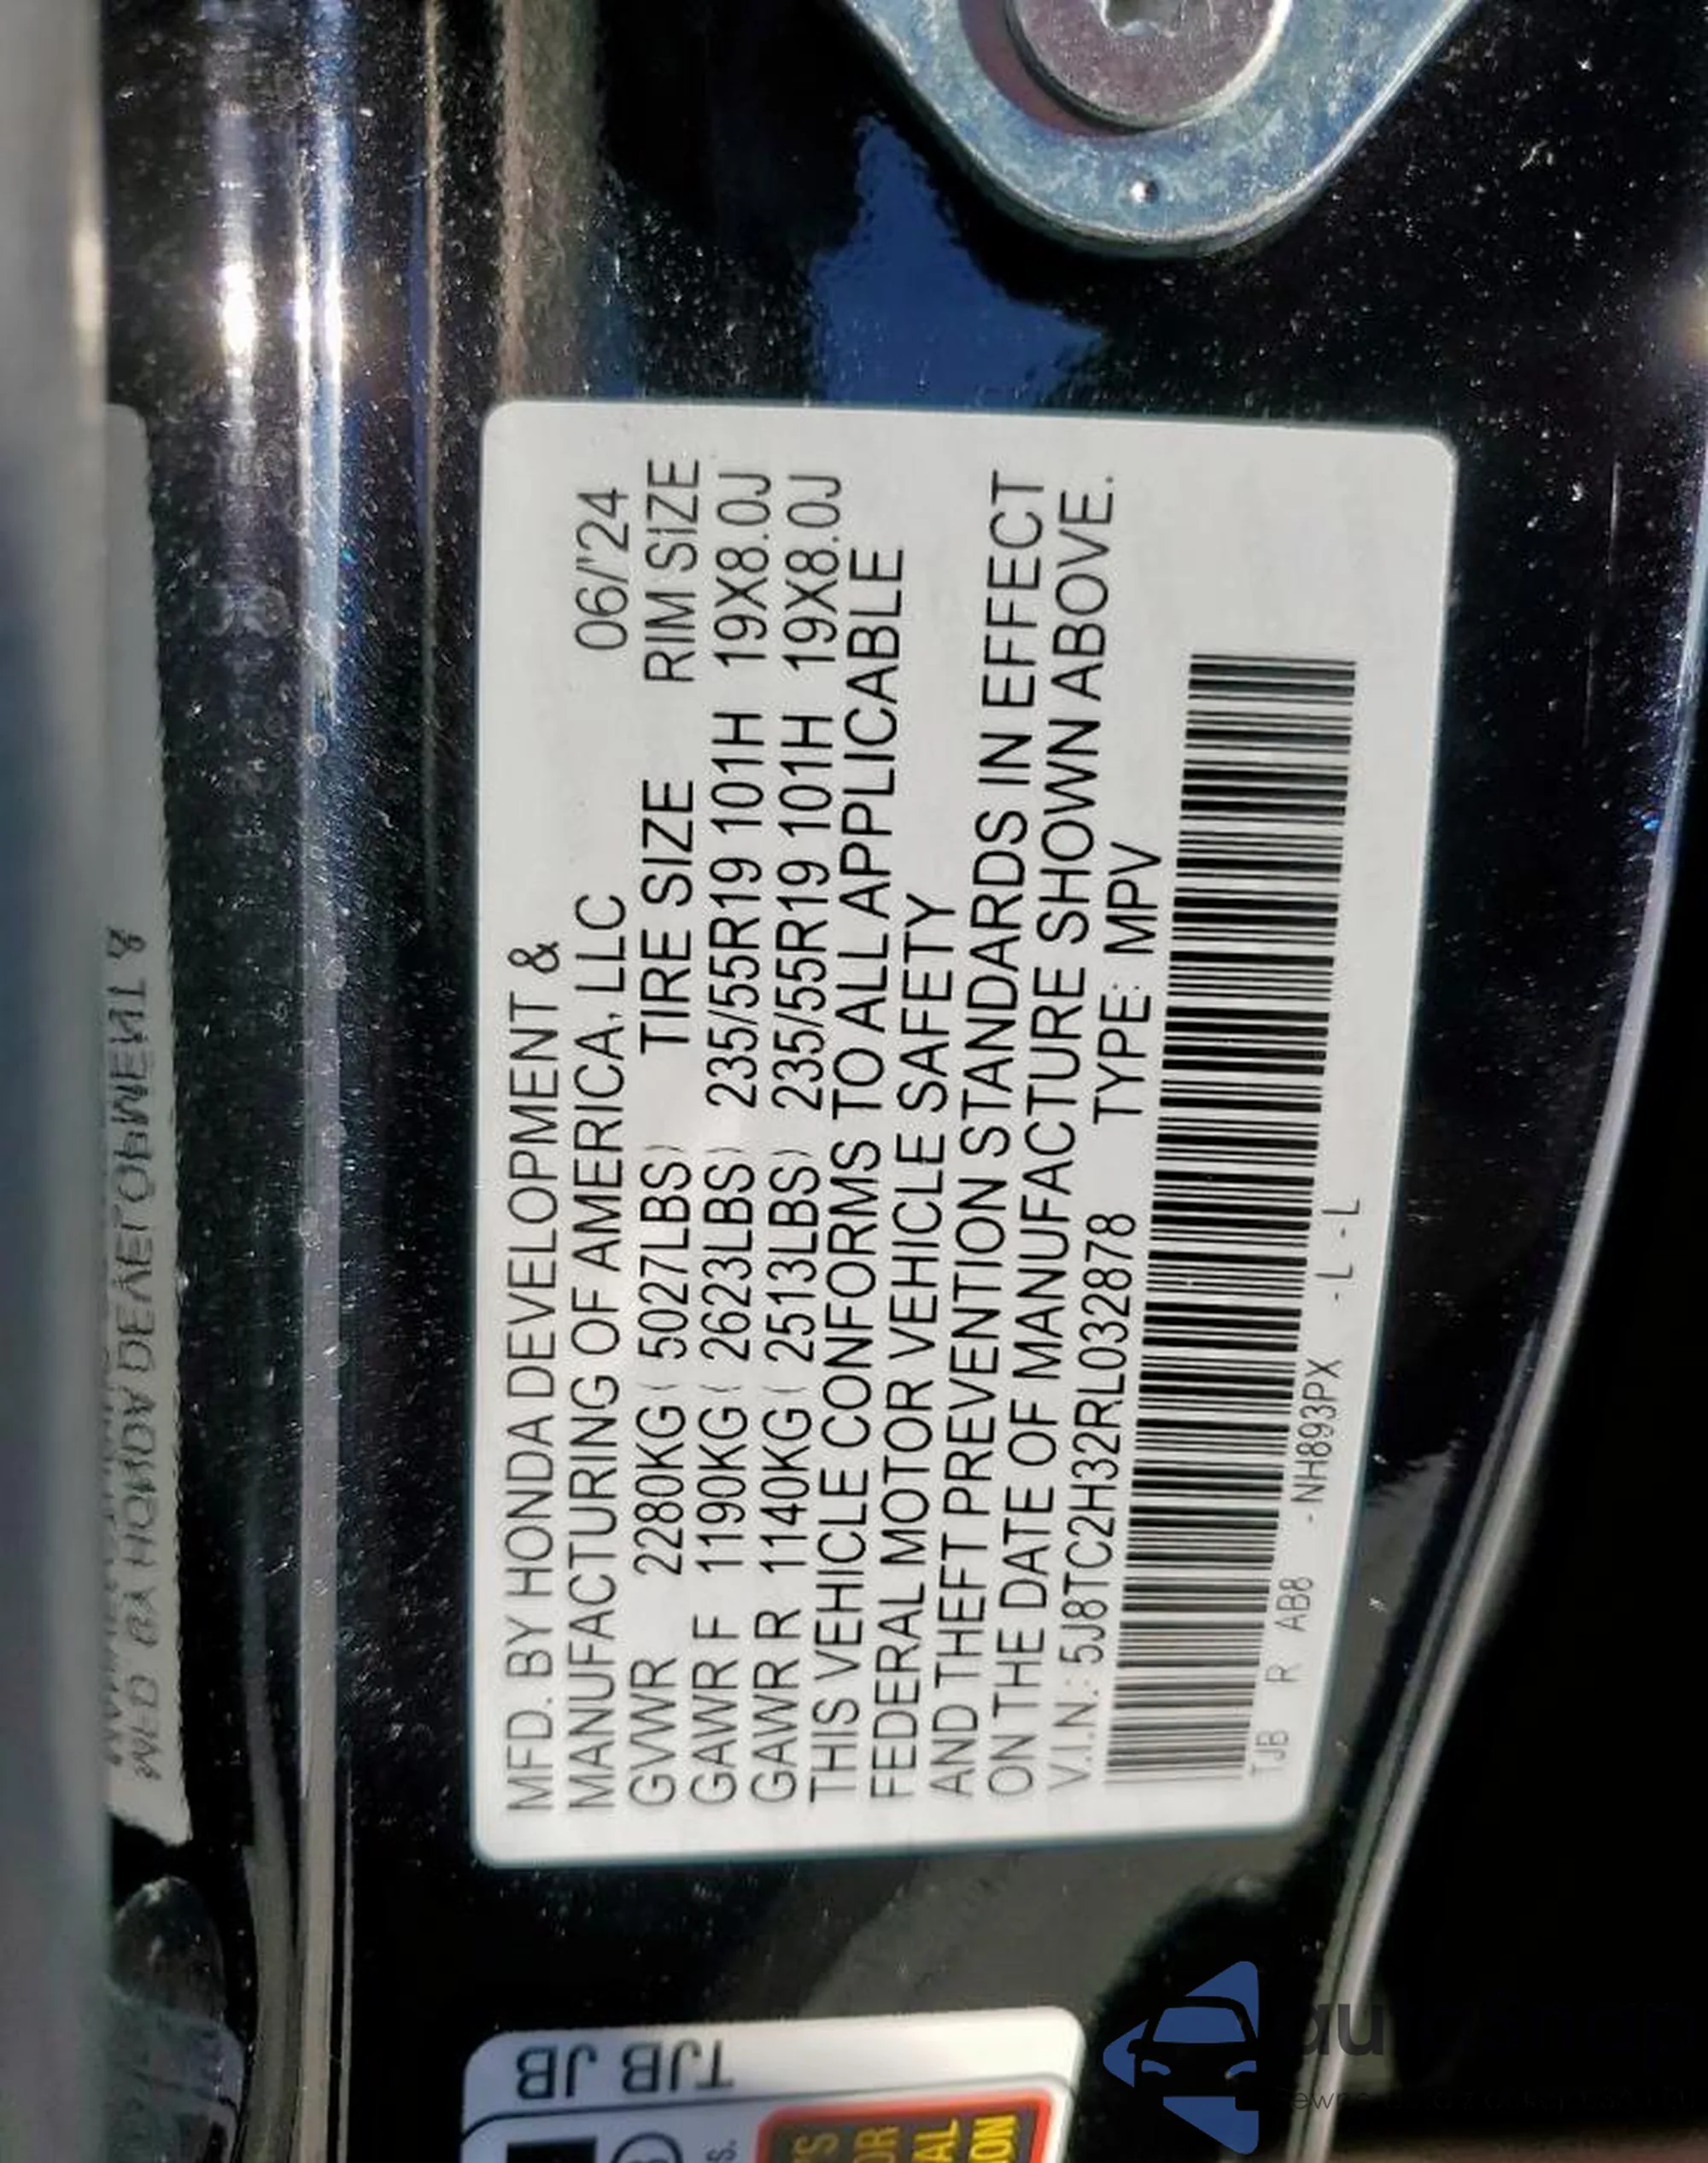 MFD. BY HONDA DEVELOPMENT &
MANUFACTURING OF AMERICA, LLC 06/'24
GVWR 2280KG ( 5027LBS) TIRE SIZE RIM SIZE
GAWR F 1190KG ( 2623LBS) 235/55R19 101H 19X8.0J
GAWR R 1140KG ( 2513LBS) 235/55R19 101H 19X8.0J
THIS VEHICLE CONFORMS TO ALL APPLICABLE
FEDERAL MOTOR VEHICLE SAFETY
AND THEFT PREVENTION STANDARDS IN EFFECT
ON THE DATE OF MANUFACTURE SHOWN ABOVE.
V.I.N.: 5J8TC2H32RL032878 TYPE: MPV
TJB R AB8 -NH893PX -L -L
TJB JB